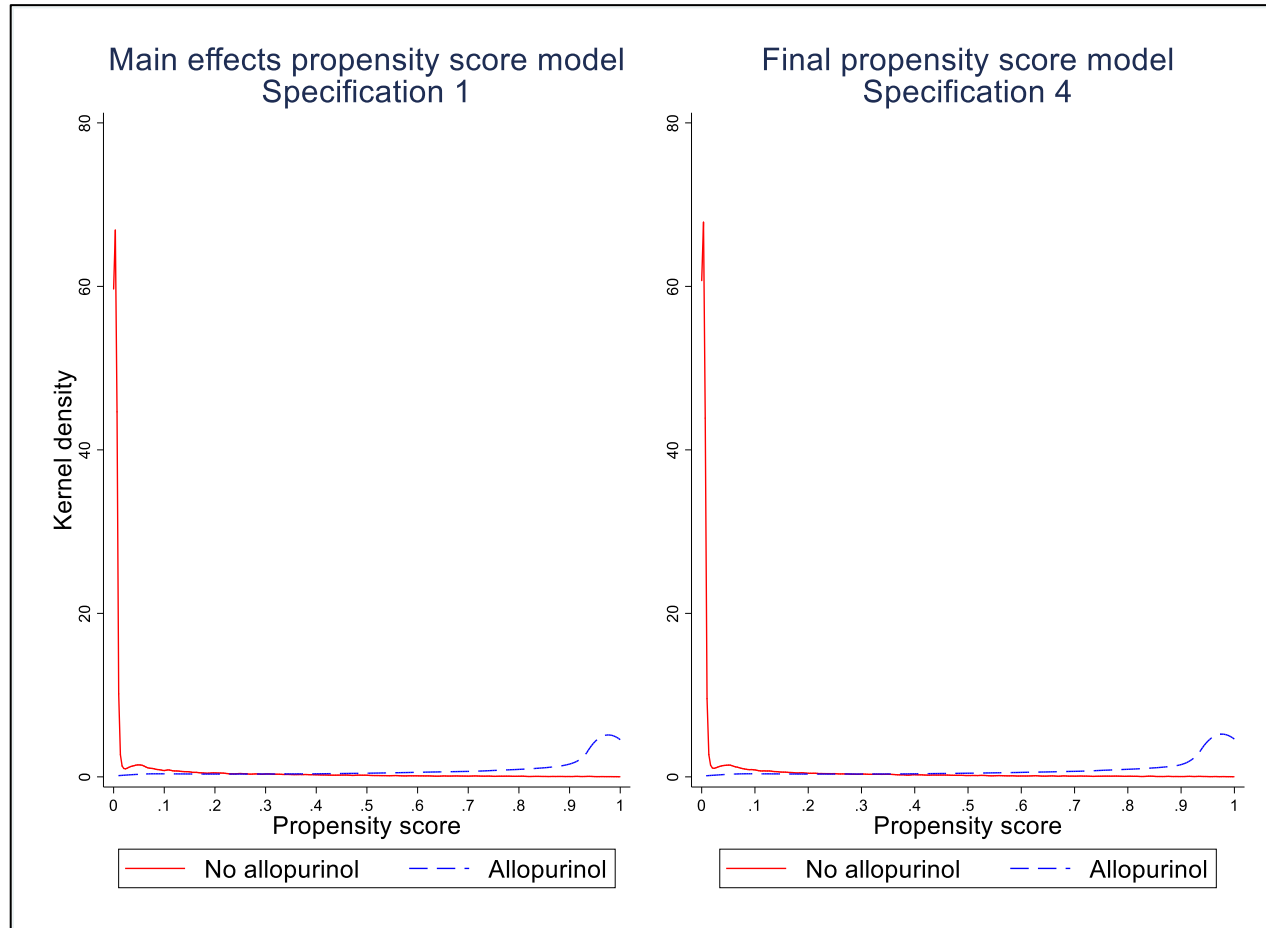 Main effects propensity score model
Specification 1
80
60
40
20
0
Kernel density
0 .1 .2 .3 .4 .5 .6 .7 .8 .9 1
Propensity score
No allopurinol Allopurinol
Final propensity score model
Specification 4
80
60
40
20
0
0 .1 .2 .3 .4 .5 .6 .7 .8 .9 1
Propensity score
No allopurinol Allopurinol